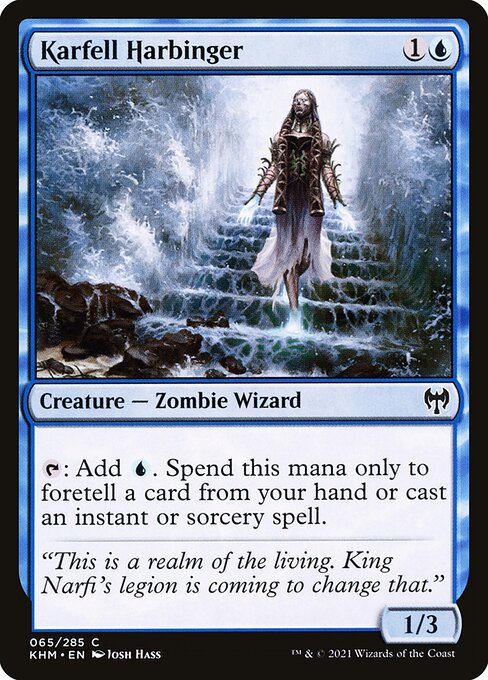 Karfell Harbinger 1
Creature — Zombie Wizard
: Add . Spend this mana only to
foretell a card from your hand or cast
an instant or sorcery spell.
“This is a realm of the living. King
Narfi’s legion is coming to change that.”
1/3
065/285 C
KHM • EN Josh Hass
™ & © 2021 Wizards of the Coast